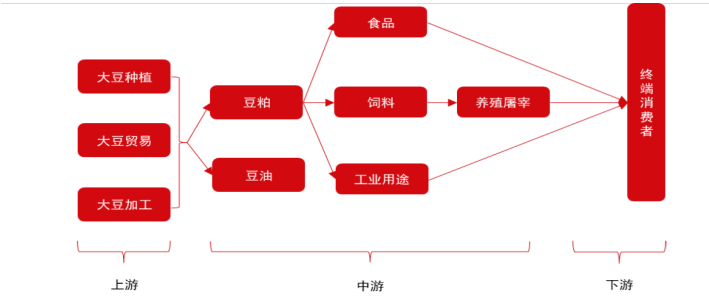 食品
大豆种植
豆粕
饲料
养殖屠宰
终端消费者
大豆贸易
豆油
工业用途
大豆加工
上游
中游
下游